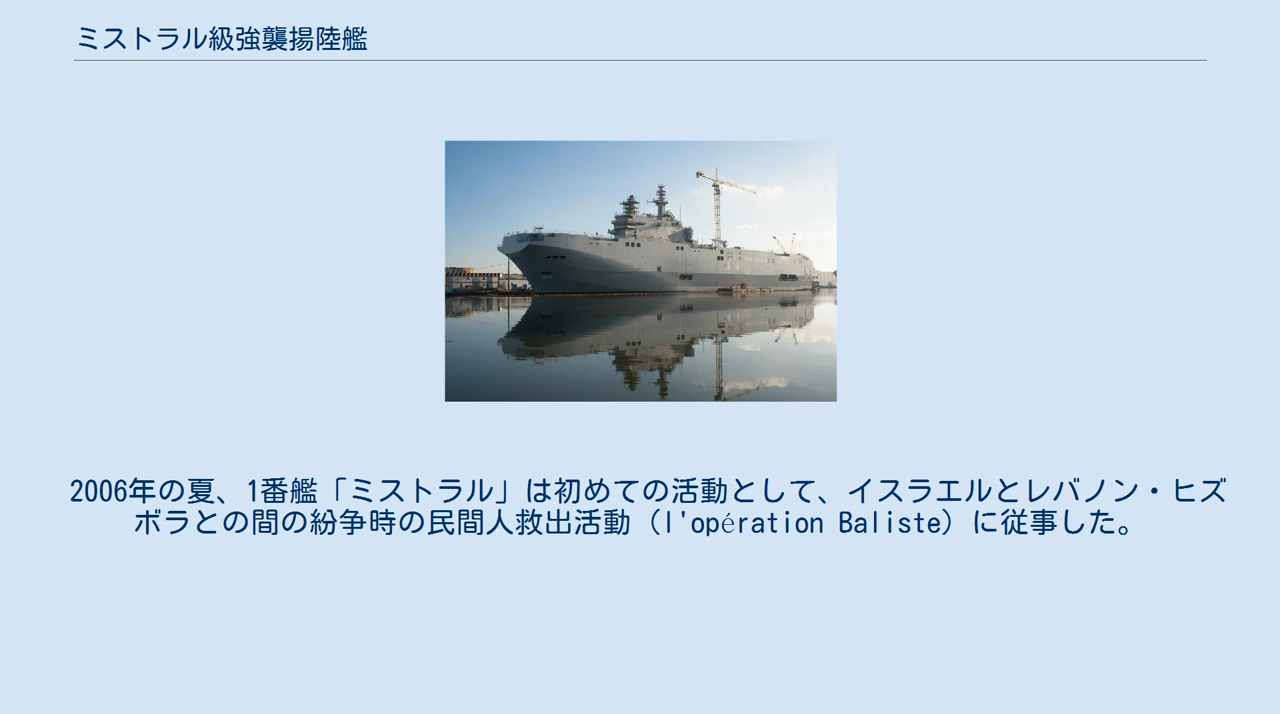 ミストラル級強襲揚陸艦
2006年の夏、1番艦「ミストラル」は初めての活動として、イスラエルとレバノン・ヒズ
ボラとの間の紛争時の民間人救出活動（l'opération Baliste）に従事した。